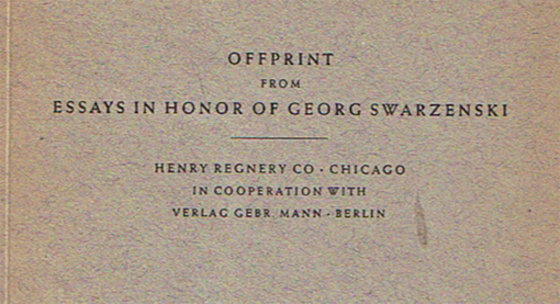 OFFPRINT
FROM
ESSAYS IN HONOR OF GEORG SWARZENSKI
HENRY REGNERY CO · CHICAGO
IN COOPERATION WITH
VERLAG GEBR. MANN · BERLIN